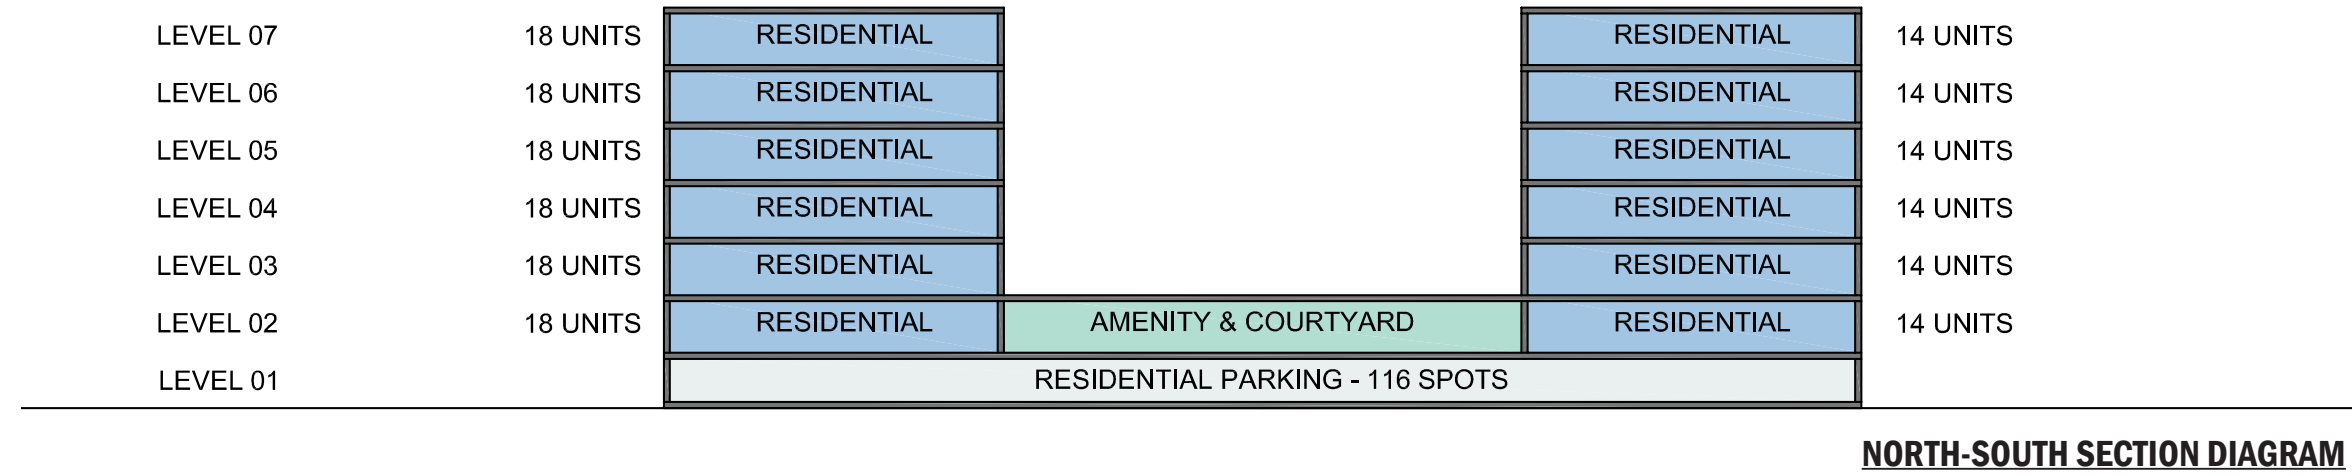 LEVEL 07 18 UNITS RESIDENTIAL RESIDENTIAL 14 UNITS
LEVEL 06 18 UNITS RESIDENTIAL RESIDENTIAL 14 UNITS
LEVEL 05 18 UNITS RESIDENTIAL RESIDENTIAL 14 UNITS
LEVEL 04 18 UNITS RESIDENTIAL RESIDENTIAL 14 UNITS
LEVEL 03 18 UNITS RESIDENTIAL RESIDENTIAL 14 UNITS
LEVEL 02 18 UNITS RESIDENTIAL AMENITY & COURTYARD RESIDENTIAL 14 UNITS
LEVEL 01 RESIDENTIAL PARKING - 116 SPOTS
NORTH-SOUTH SECTION DIAGRAM